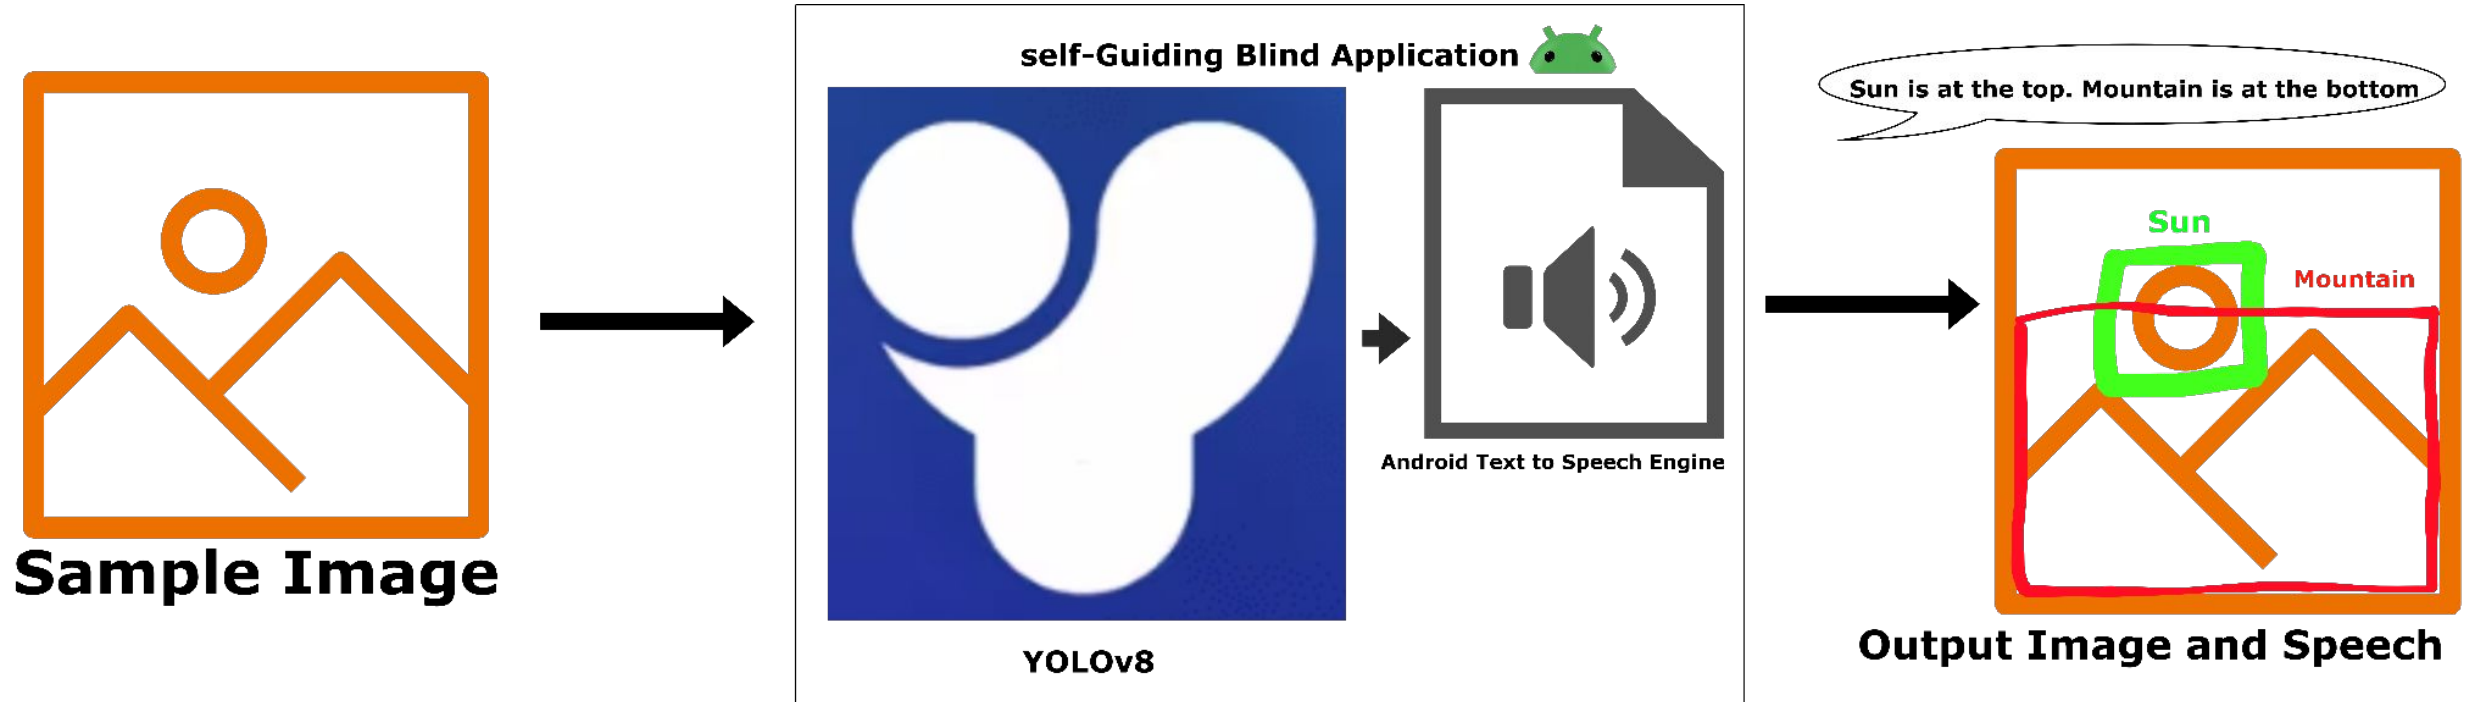 self-Guiding Blind Application
Sun is at the top. Mountain is at the bottom
Sun
Mountain
Android Text to Speech Engine
Sample Image
YOLOv8
Output Image and Speech